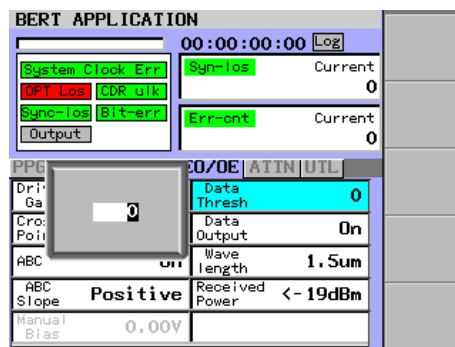 BERT APPLICATION
00:00:00:00 Log
System Clock Err
OPT Los CDR ulk
Sync-los Bit-err
Output
Syn-los Current
0
Err-cnt Current
0
PPG EO/OE ATTN UTL
0
Data Thresh 0
Data Output On
ABC
Wave length 1.5um
ABC Slope Positive
Received Power <-19dBm
Manual Bias 0.00V